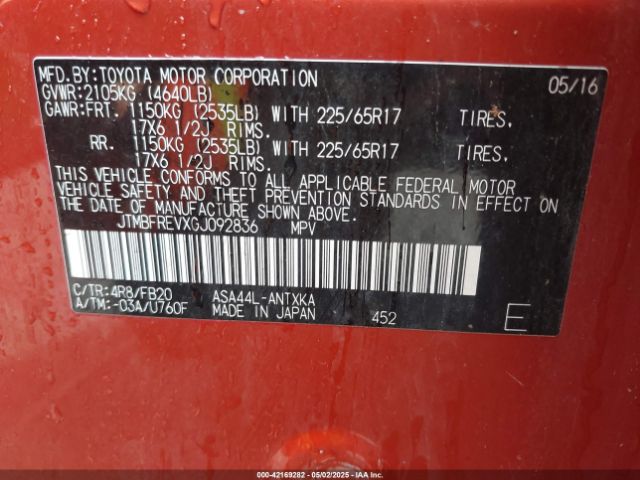 MFD.BY: TOYOTA MOTOR CORPORATION 05/16
GVWR: 2105KG (4640LB)
GAWR: FRT. 1150KG (2535LB) WITH 225/65R17 TIRES,
17X6 1/2J RIMS.
RR. 1150KG (2535LB) WITH 225/65R17 TIRES,
17X6 1/2J RIMS.
THIS VEHICLE CONFORMS TO ALL APPLICABLE FEDERAL MOTOR
VEHICLE SAFETY AND THEFT PREVENTION STANDARDS IN EFFECT ON
THE DATE OF MANUFACTURE SHOWN ABOVE.
JTMBFREVXGJ092836 MPV
C/TR: 4R8/FB20 ASA44L-ANTXKA
A/TM: -03A/U760F MADE IN JAPAN 452 E
000-42169282 - 05/02/2025 - IAAI.COM